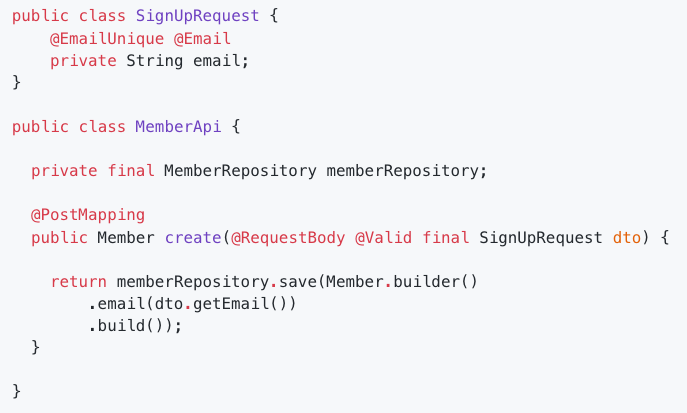 public class SignUpRequest {
    @EmailUnique @Email
    private String email;
}
public class MemberApi {
  private final MemberRepository memberRepository;
  @PostMapping
  public Member create(@RequestBody @Valid final SignUpRequest dto) {
    return memberRepository.save(Member.builder()
        .email(dto.getEmail())
        .build());
  }
}